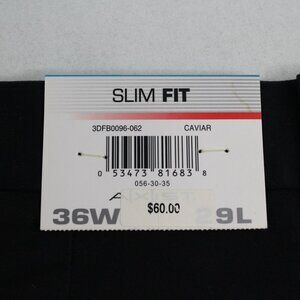 SLIM FIT
3DFB0096-062 CAVIAR
0 53473 81683 8
056-30-35
36W 29L
$60.00